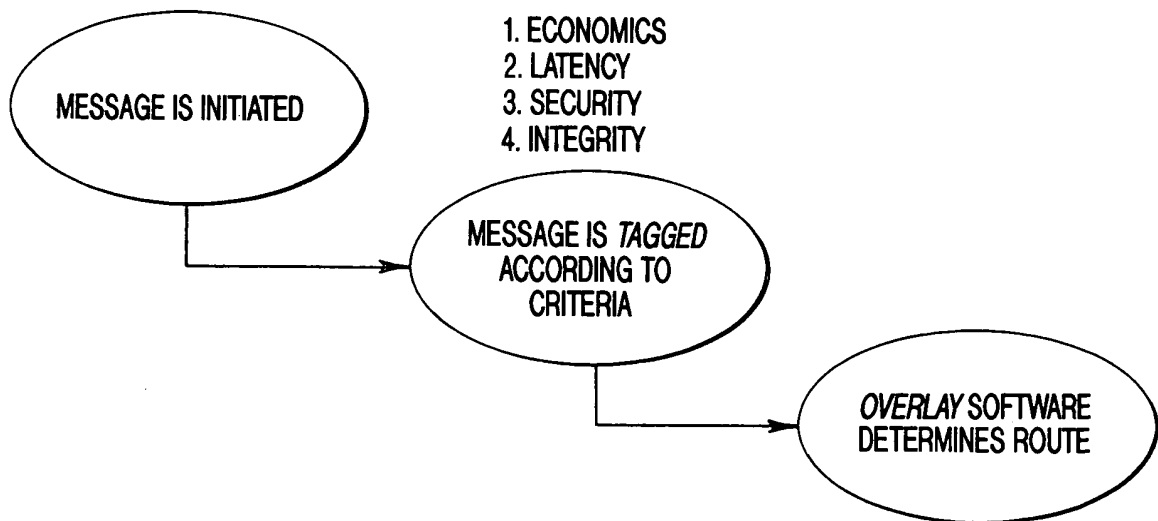 1. ECONOMICS
2. LATENCY
3. SECURITY
4. INTEGRITY
MESSAGE IS INITIATED
MESSAGE IS TAGGED
ACCORDING TO
CRITERIA
OVERLAY SOFTWARE
DETERMINES ROUTE